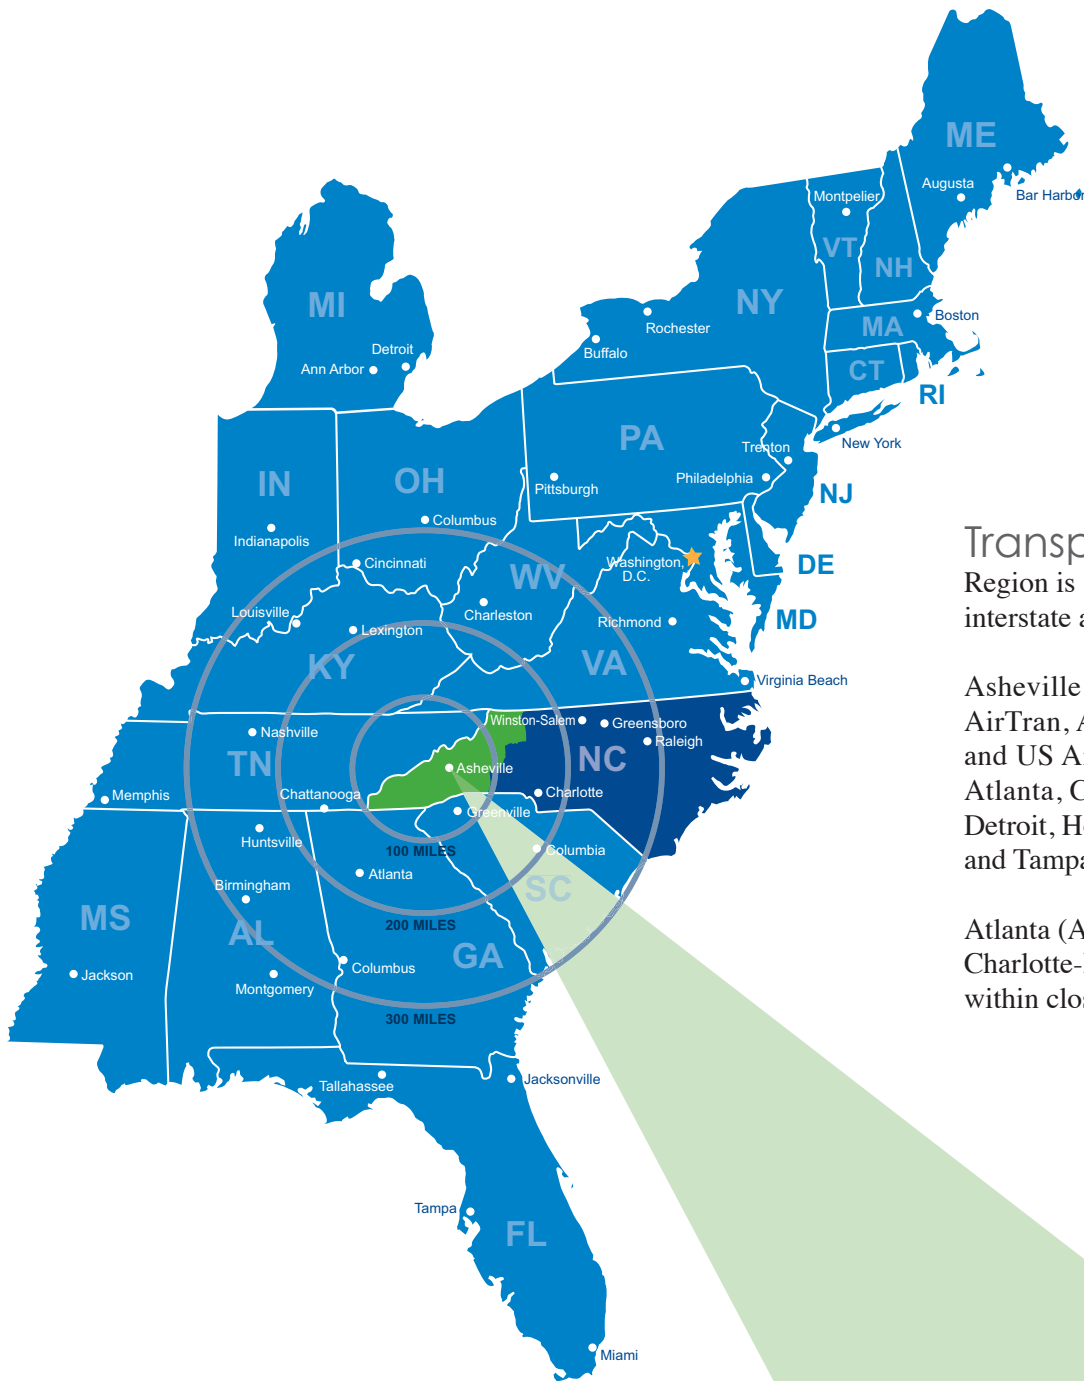 ME
Augusta
Bar Harbor
Montpelier
VT
NH
NY
MI
Rochester
Boston
MA
Buffalo
Detroit
Ann Arbor
CT
RI
PA
New York
Trenton
IN
OH
Pittsburgh
Philadelphia
NJ
Columbus
Indianapolis
Cincinnati
WV
Washington,
D.C.
DE
Louisville
Charleston
Richmond
MD
Lexington
KY
VA
Virginia Beach
Winston-Salem
Greensboro
Nashville
Raleigh
TN
Asheville
NC
Memphis
Chattanooga
Charlotte
Greenville
Huntsville
100 MILES
Columbia
Atlanta
Birmingham
SC
MS
AL
200 MILES
GA
Jackson
Columbus
Montgomery
300 MILES
Tallahassee
Jacksonville
Tampa
FL
Miami
Transp
Region is
interstate a
Asheville
AirTran, A
and US Ai
Atlanta, C
Detroit, Ho
and Tampa
Atlanta (A
Charlotte-
within clos